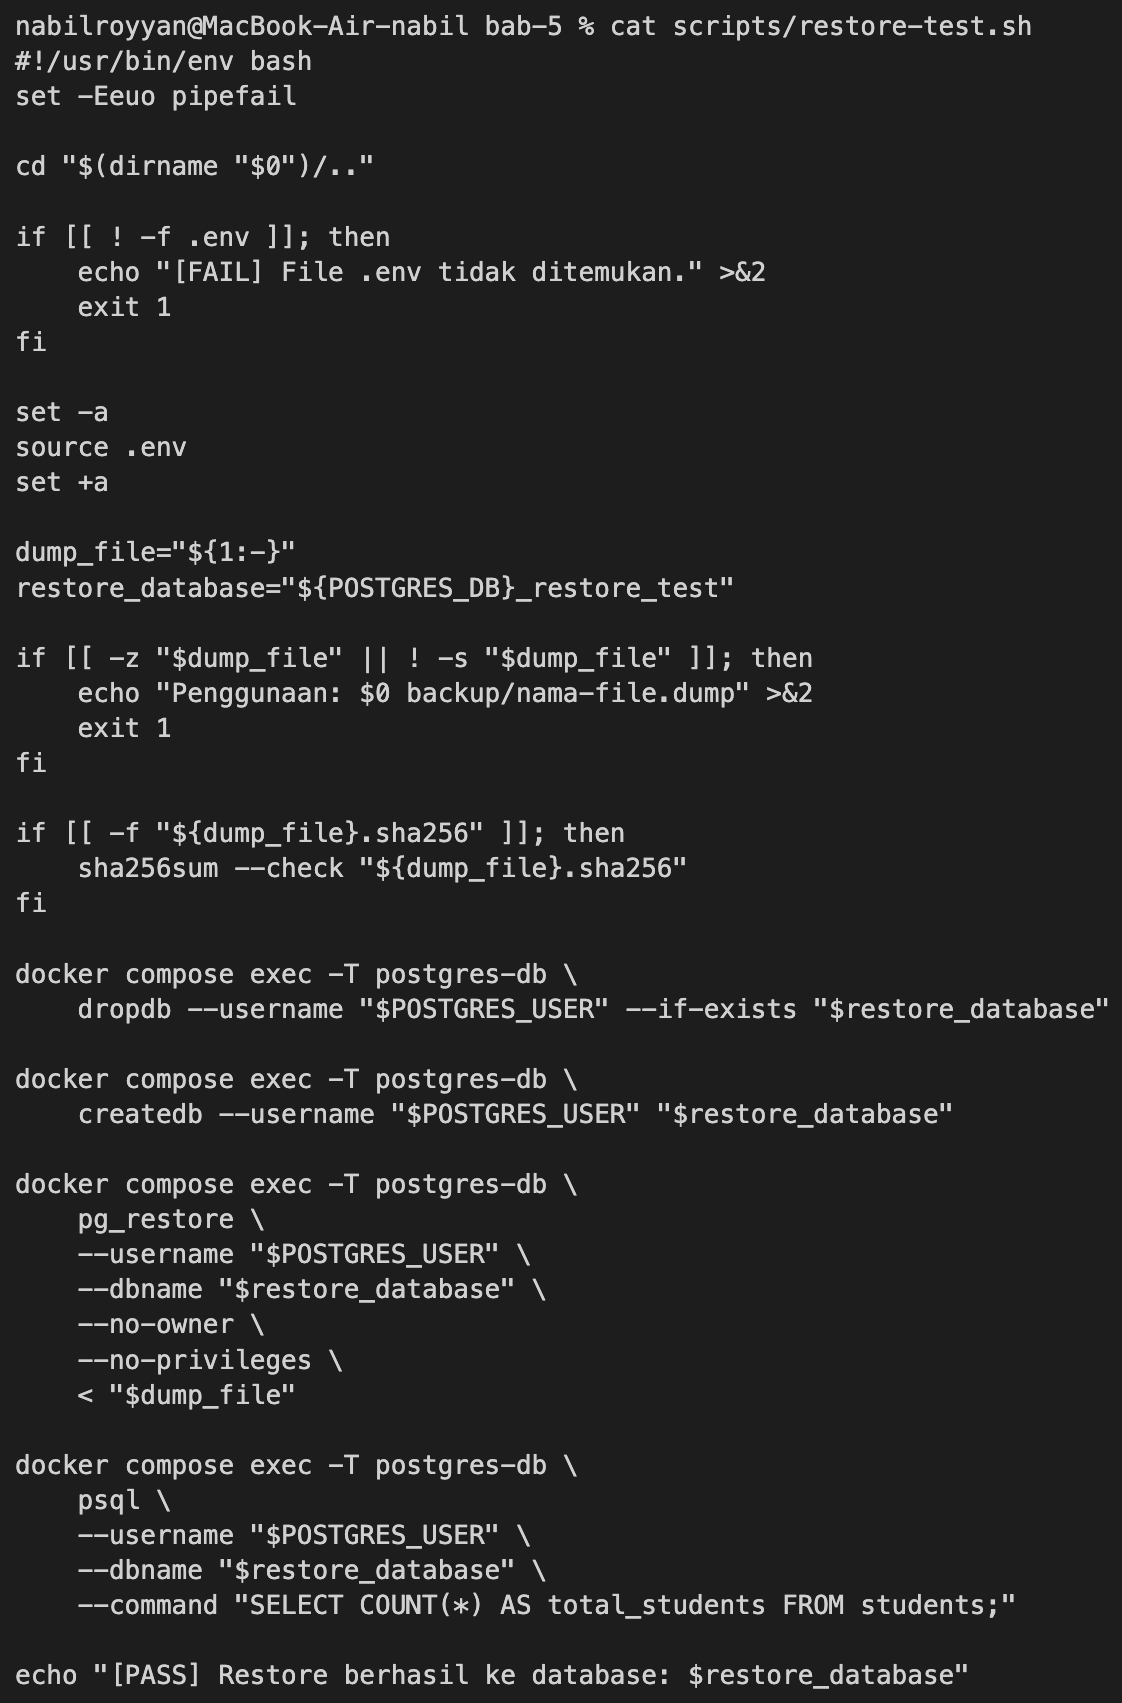 nabilroyyan@MacBook-Air-nabil bab-5 % cat scripts/restore-test.sh
#!/usr/bin/env bash
set -Eeuo pipefail
cd "$(dirname "$0")/.."
if [[ ! -f .env ]]; then
    echo "[FAIL] File .env tidak ditemukan." >&2
    exit 1
fi
set -a
source .env
set +a
dump_file="${1:-}"
restore_database="${POSTGRES_DB}_restore_test"
if [[ -z "$dump_file" || ! -s "$dump_file" ]]; then
    echo "Penggunaan: $0 backup/nama-file.dump" >&2
    exit 1
fi
if [[ -f "${dump_file}.sha256" ]]; then
    sha256sum --check "${dump_file}.sha256"
fi
docker compose exec -T postgres-db \
    dropdb --username "$POSTGRES_USER" --if-exists "$restore_database"
docker compose exec -T postgres-db \
    createdb --username "$POSTGRES_USER" "$restore_database"
docker compose exec -T postgres-db \
    pg_restore \
    --username "$POSTGRES_USER" \
    --dbname "$restore_database" \
    --no-owner \
    --no-privileges \
    < "$dump_file"
docker compose exec -T postgres-db \
    psql \
    --username "$POSTGRES_USER" \
    --dbname "$restore_database" \
    --command "SELECT COUNT(*) AS total_students FROM students;"
echo "[PASS] Restore berhasil ke database: $restore_database"